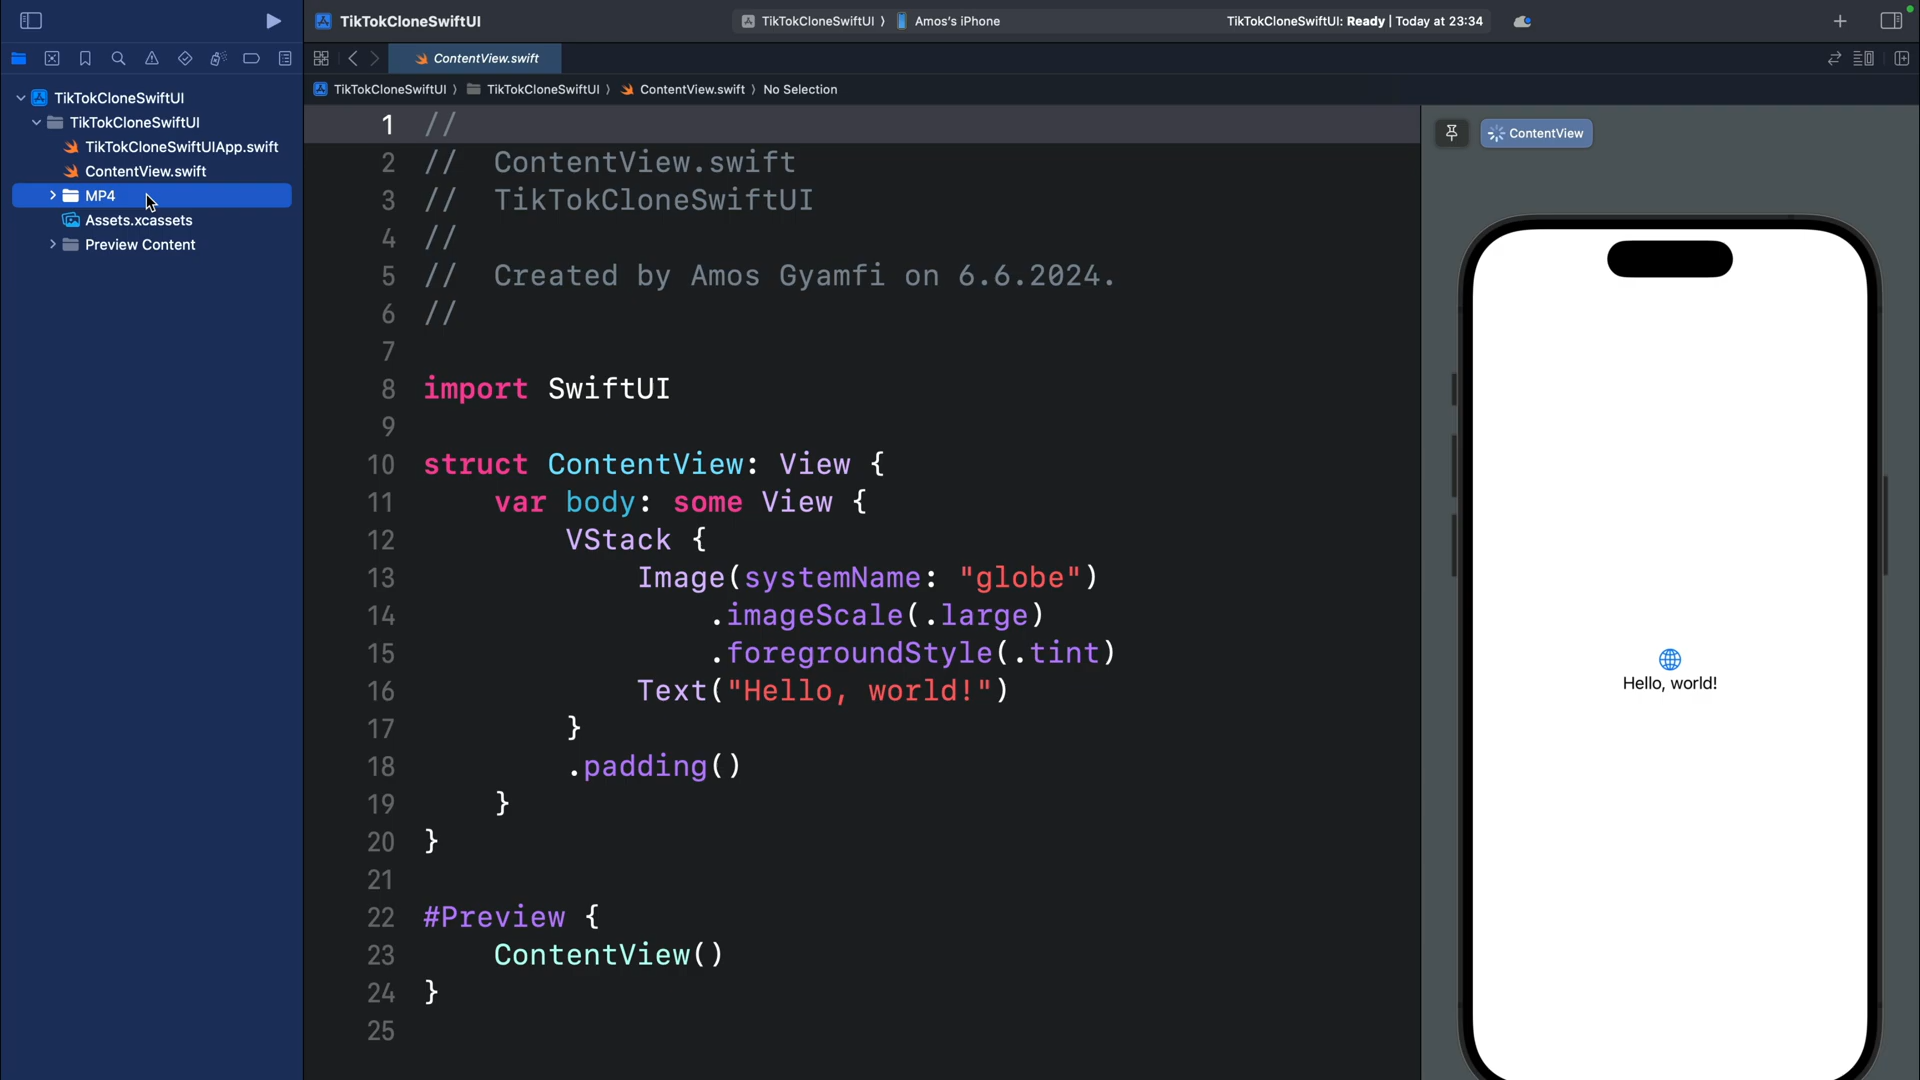 TikTokCloneSwiftUI
TikTokCloneSwiftUI ⟩ Amos's iPhone
TikTokCloneSwiftUI: Ready | Today at 23:34
ContentView.swift
TikTokCloneSwiftUI ⟩ TikTokCloneSwiftUI ⟩ ContentView.swift ⟩ No Selection
TikTokCloneSwiftUI
TikTokCloneSwiftUI
TikTokCloneSwiftUIApp.swift
ContentView.swift
MP4
Assets.xcassets
Preview Content
1 //
2 // ContentView.swift
3 // TikTokCloneSwiftUI
4 //
5 // Created by Amos Gyamfi on 6.6.2024.
6 //
7
8 import SwiftUI
9
10 struct ContentView: View {
11 var body: some View {
12 VStack {
13 Image(systemName: "globe")
14 .imageScale(.large)
15 .foregroundStyle(.tint)
16 Text("Hello, world!")
17 }
18 .padding()
19 }
20 }
21
22 #Preview {
23 ContentView()
24 }
25
ContentView
Hello, world!